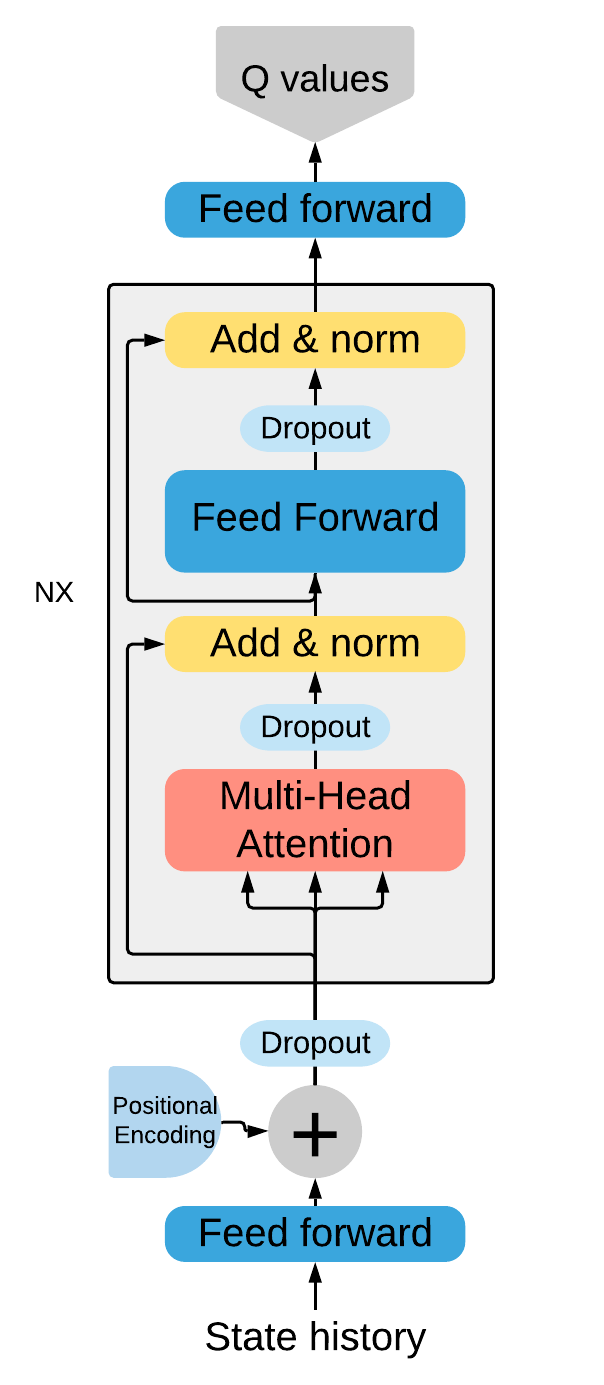 Q values
Feed forward
Add & norm
Dropout
Feed Forward
NX
Add & norm
Dropout
Multi-Head
Attention
Dropout
Positional
Encoding
+
Feed forward
State history